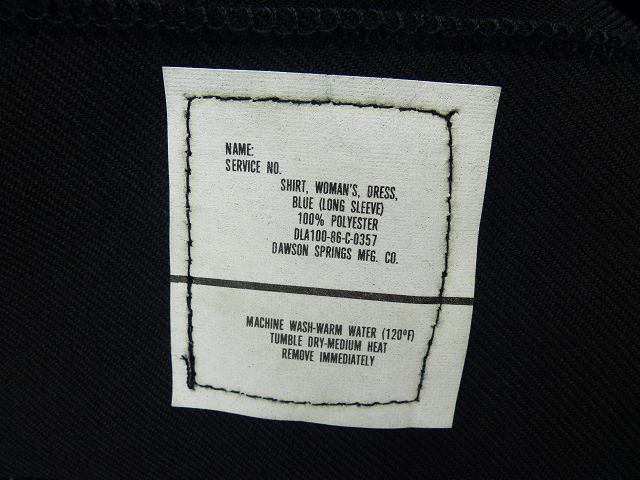 NAME:
SERVICE NO.
SHIRT, WOMAN'S, DRESS,
BLUE (LONG SLEEVE)
100% POLYESTER
DLA100-86-C-0357
DAWSON SPRINGS MFG. CO.
MACHINE WASH-WARM WATER (120ºF)
TUMBLE DRY-MEDIUM HEAT
REMOVE IMMEDIATELY